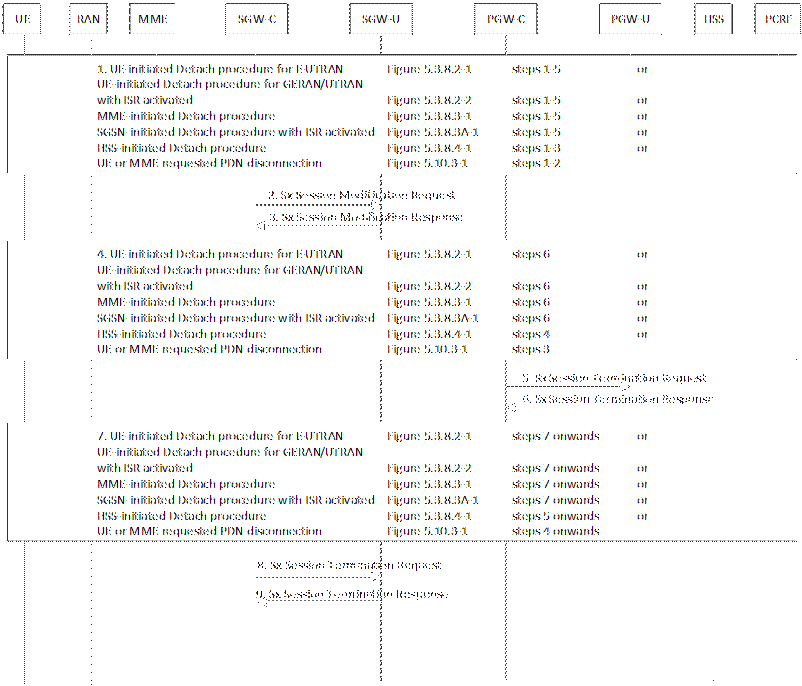 UE RAN MME SGW-C SGW-U PGW-C PGW-U HSS PCRF
1. UE-initiated Detach procedure for E-UTRAN Figure 5.3.8.2-1 steps 1-5 or
UE-initiated Detach procedure for GERAN/UTRAN
with ISR activated Figure 5.3.8.2-2 steps 1-5 or
MME-initiated Detach procedure Figure 5.3.8.3-1 steps 1-5 or
SGSN-initiated Detach procedure with ISR activated Figure 5.3.8.3A-1 steps 1-5 or
HSS-initiated Detach procedure Figure 5.3.8.4-1 steps 1-3 or
UE or MME requested PDN disconnection Figure 5.10.3-1 steps 1-2
2. Sx Session Modification Request
3. Sx Session Modification Response
4. UE-initiated Detach procedure for E-UTRAN Figure 5.3.8.2-1 steps 6 or
UE-initiated Detach procedure for GERAN/UTRAN
with ISR activated Figure 5.3.8.2-2 steps 6 or
MME-initiated Detach procedure Figure 5.3.8.3-1 steps 6 or
SGSN-initiated Detach procedure with ISR activated Figure 5.3.8.3A-1 steps 6 or
HSS-initiated Detach procedure Figure 5.3.8.4-1 steps 4 or
UE or MME requested PDN disconnection Figure 5.10.3-1 steps 3
5. Sx Session Termination Request
6. Sx Session Termination Response
7. UE-initiated Detach procedure for E-UTRAN Figure 5.3.8.2-1 steps 7 onwards or
UE-initiated Detach procedure for GERAN/UTRAN
with ISR activated Figure 5.3.8.2-2 steps 7 onwards or
MME-initiated Detach procedure Figure 5.3.8.3-1 steps 7 onwards or
SGSN-initiated Detach procedure with ISR activated Figure 5.3.8.3A-1 steps 7 onwards or
HSS-initiated Detach procedure Figure 5.3.8.4-1 steps 5 onwards or
UE or MME requested PDN disconnection Figure 5.10.3-1 steps 4 onwards
8. Sx Session Termination Request
9. Sx Session Termination Response